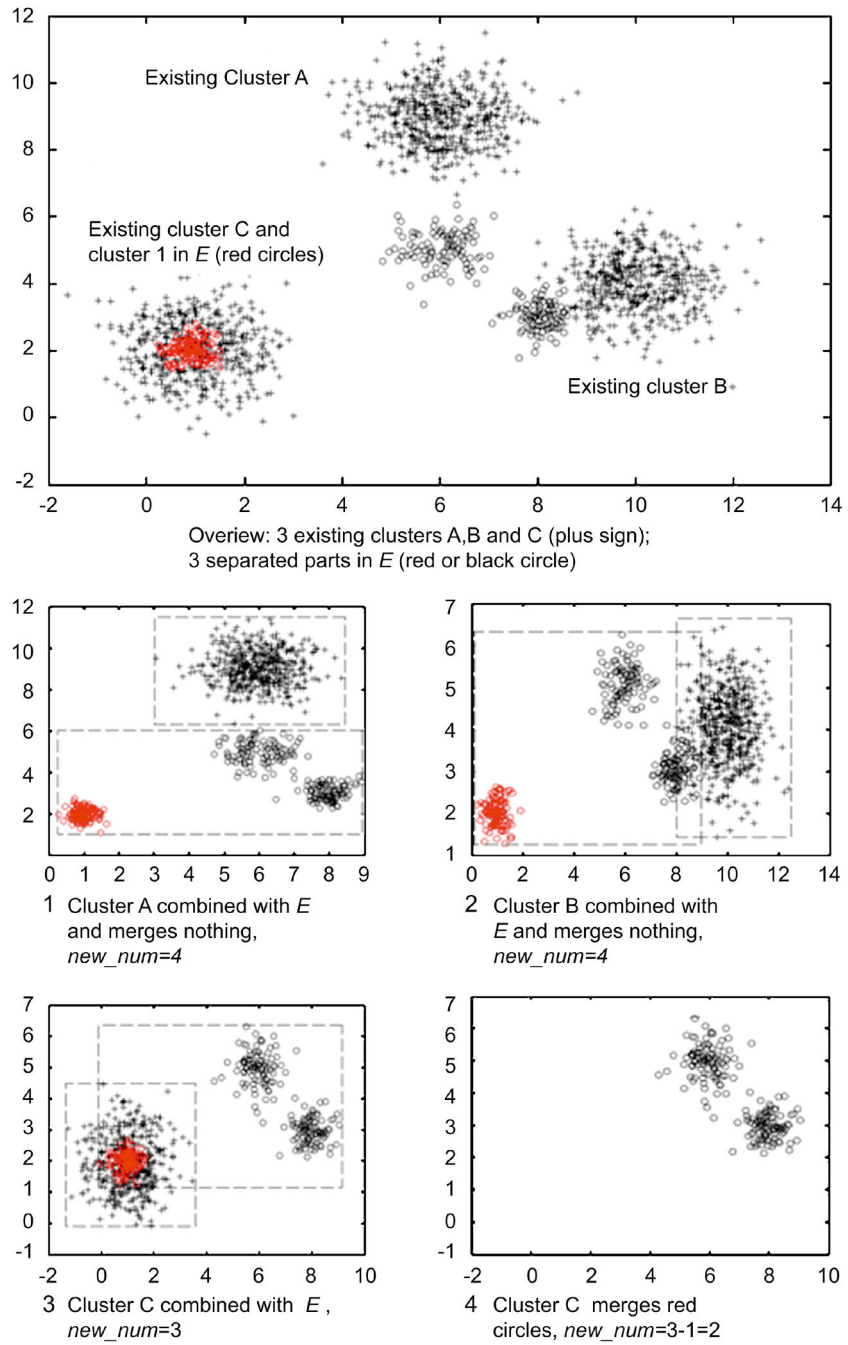 12
Existing Cluster A
10
8
6
Existing cluster C and
cluster 1 in E (red circles)
4
2
Existing cluster B
0
-2
-2 0 2 4 6 8 10 12 14
Overiew: 3 existing clusters A,B and C (plus sign);
3 separated parts in E (red or black circle)
12
10
8
6
4
2
0 1 2 3 4 5 6 7 8 9
1 Cluster A combined with E
and merges nothing,
new_num=4
7
6
5
4
3
2
1
0 2 4 6 8 10 12 14
2 Cluster B combined with
E and merges nothing,
new_num=4
7
6
5
4
3
2
1
0
-1
-2 0 2 4 6 8 10
3 Cluster C combined with E ,
new_num=3
7
6
5
4
3
2
1
0
-1
-2 0 2 4 6 8 10
4 Cluster C merges red
circles, new_num=3-1=2